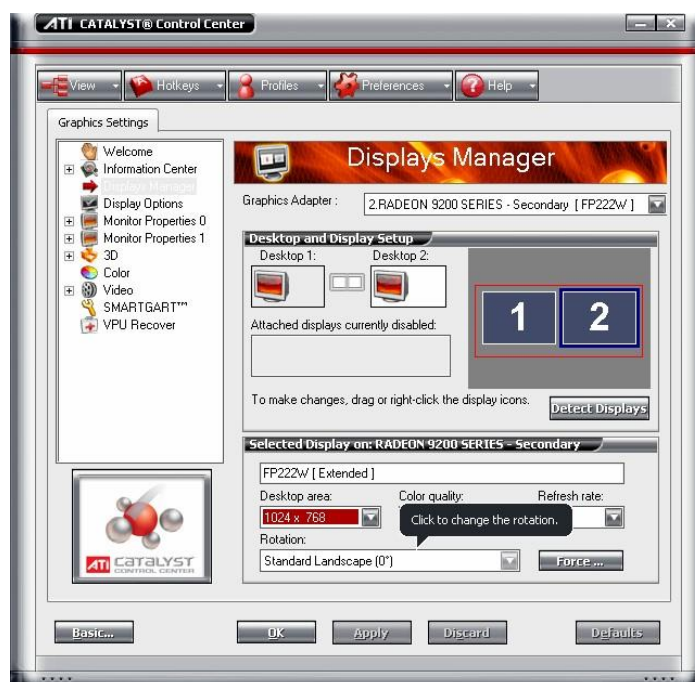 ATI CATALYST® Control Center
View Hotkeys Profiles Preferences Help
Graphics Settings
Welcome
Information Center
Displays Manager
Display Options
Monitor Properties 0
Monitor Properties 1
3D
Color
Video
SMARTGART™
VPU Recover
ATI CATALYST
CONTROL CENTER
Displays Manager
Graphics Adapter :
2.RADEON 9200 SERIES - Secondary [ FP222W ]
Desktop and Display Setup
Desktop 1: Desktop 2:
Attached displays currently disabled:
1 2
To make changes, drag or right-click the display icons.
Detect Displays
Selected Display on: RADEON 9200 SERIES - Secondary
FP222W [ Extended ]
Desktop area: Color quality: Refresh rate:
1024 x 768
Click to change the rotation.
Rotation:
Standard Landscape (0°)
Force ...
Basic... OK Apply Discard Defaults